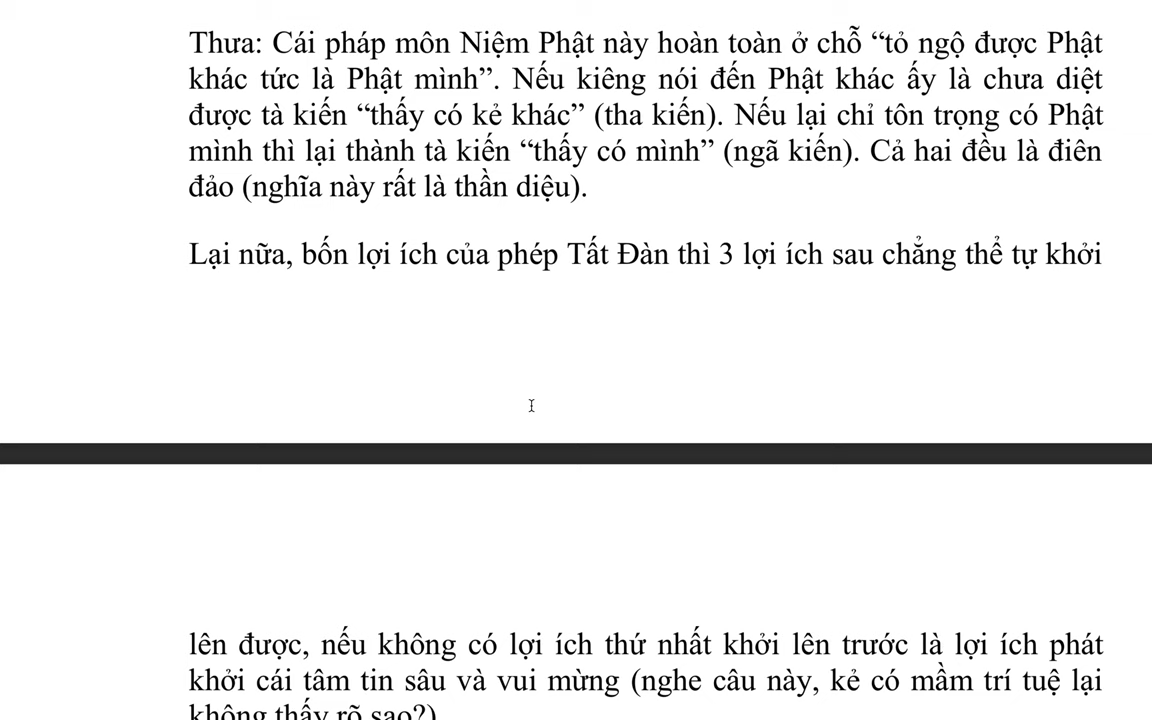 Thưa: Cái pháp môn Niệm Phật này hoàn toàn ở chỗ “tỏ ngộ được Phật
khác tức là Phật mình”. Nếu kiêng nói đến Phật khác ấy là chưa diệt
được tà kiến “thấy có kẻ khác” (tha kiến). Nếu lại chỉ tôn trọng có Phật
mình thì lại thành tà kiến “thấy có mình” (ngã kiến). Cả hai đều là điên
đảo (nghĩa này rất là thần diệu).
Lại nữa, bốn lợi ích của phép Tất Đàn thì 3 lợi ích sau chẳng thể tự khởi
lên được, nếu không có lợi ích thứ nhất khởi lên trước là lợi ích phát
khởi cái tâm tin sâu và vui mừng (nghe câu này, kẻ có mầm trí tuệ lại
không thấy rõ sao?)